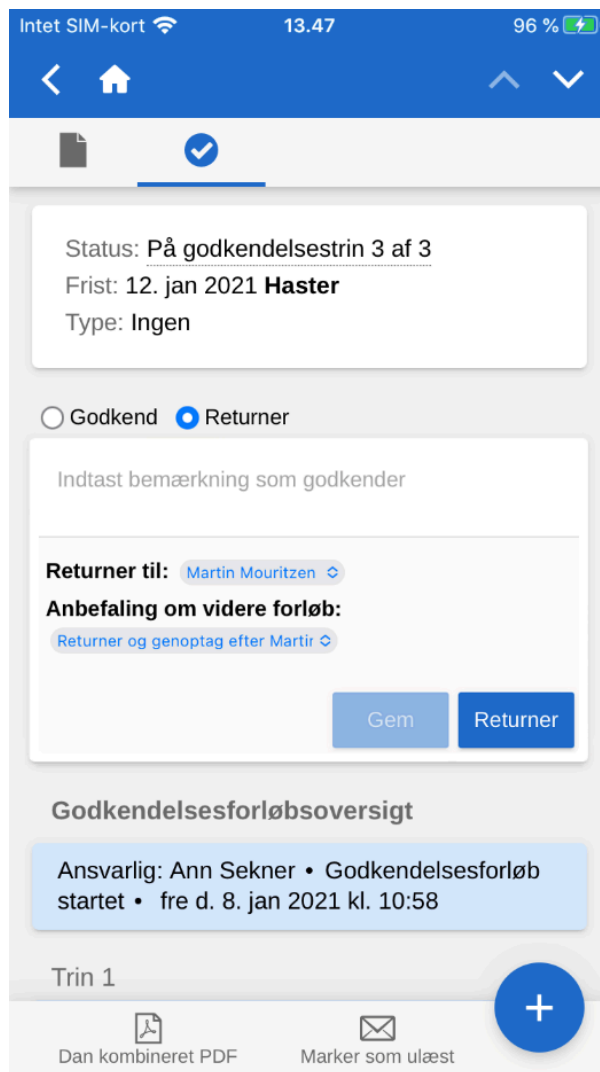 Intet SIM-kort 13.47 96 %
Status: På godkendelsestrin 3 af 3
Frist: 12. jan 2021 Haster
Type: Ingen
Godkend Returner
Indtast bemærkning som godkender
Returner til: Martin Mouritzen
Anbefaling om videre forløb:
Returner og genoptag efter Martir
Gem Returner
Godkendelsesforløbsoversigt
Ansvarlig: Ann Sekner • Godkendelsesforløb
startet • fre d. 8. jan 2021 kl. 10:58
Trin 1
+
Dan kombineret PDF Marker som ulæst